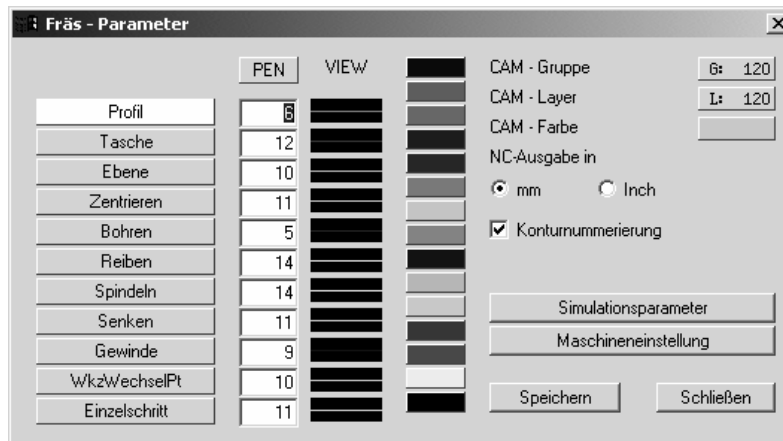 Fräs - Parameter
PEN VIEW CAM - Gruppe G: 120
CAM - Layer L: 120
Profil 6 CAM - Farbe
Tasche 12
Ebene 10 NC-Ausgabe in
Zentrieren 11 mm Inch
Bohren 5 Konturnummerierung
Reiben 14
Spindeln 14 Simulationsparameter
Senken 11
Gewinde 9 Maschineneinstellung
WkzWechselPt 10 Speichern Schließen
Einzelschritt 11